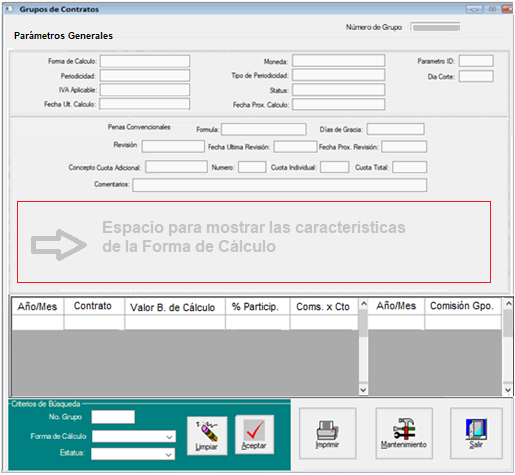 Grupos de Contratos
Número de Grupo
Parámetros Generales
Forma de Calculo:
Moneda:
Parametro ID:
Periodicidad:
Tipo de Periodicidad:
Dia Corte:
IVA Aplicable:
Status:
Fecha Ult. Calculo:
Fecha Prox. Calculo:
Penas Convencionales
Formula:
Días de Gracia:
Revisión
Fecha Ultima Revisión:
Fecha Prox. Revisión:
Concepto Cuota Adicional:
Numero:
Cuota Individual:
Cuota Total:
Comentarios:
Espacio para mostrar las características
de la Forma de Cálculo
Año/Mes Contrato Valor B. de Cálculo % Particip. Coms. x Cto
Año/Mes Comisión Gpo.
Criterios de Búsqueda
No. Grupo
Forma de Cálculo
Estatus:
Limpiar
Aceptar
Imprimir
Mantenimiento
Salir